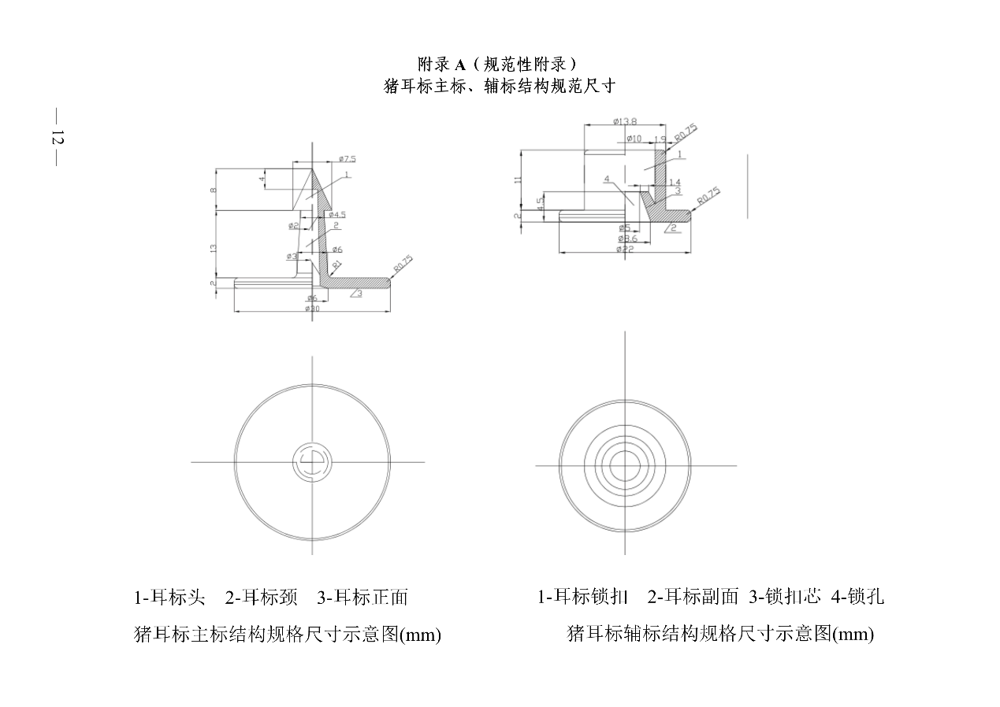 附录 A（规范性附录）
猪耳标主标、辅标结构规范尺寸
— 12 —
ø7.5
4
1
8
ø4.5
ø2
2
13
ø3
ø6
R1
R0.75
2
ø6
3
ø30
ø13.8
ø10
1.9
R0.75
1
11
4
1.4
3
4.5
R0.75
2
ø5
2
ø8.6
ø22
1-耳标头 2-耳标颈 3-耳标正面
猪耳标主标结构规格尺寸示意图(mm)
1-耳标锁扣 2-耳标副面 3-锁扣芯 4-锁孔
猪耳标辅标结构规格尺寸示意图(mm)